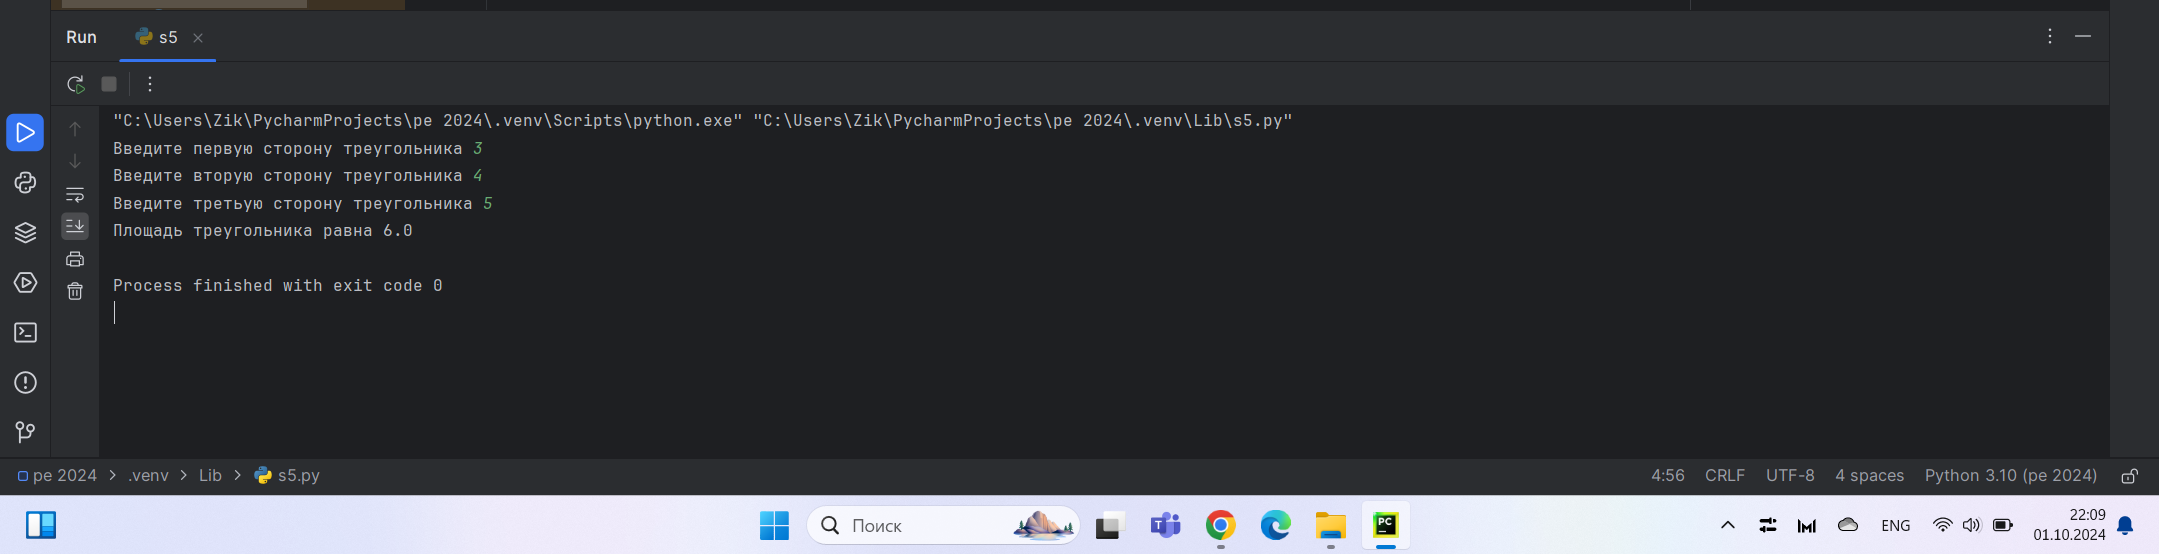 Run
s5
"C:\Users\Zik\PycharmProjects\pe 2024\.venv\Scripts\python.exe" "C:\Users\Zik\PycharmProjects\pe 2024\.venv\Lib\s5.py"
Введите первую сторону треугольника 3
Введите вторую сторону треугольника 4
Введите третьую сторону треугольника 5
Площадь треугольника равна 6.0
Process finished with exit code 0
pe 2024 > .venv > Lib > s5.py
4:56 CRLF UTF-8 4 spaces Python 3.10 (pe 2024)
Поиск
PC
ENG
22:09
01.10.2024